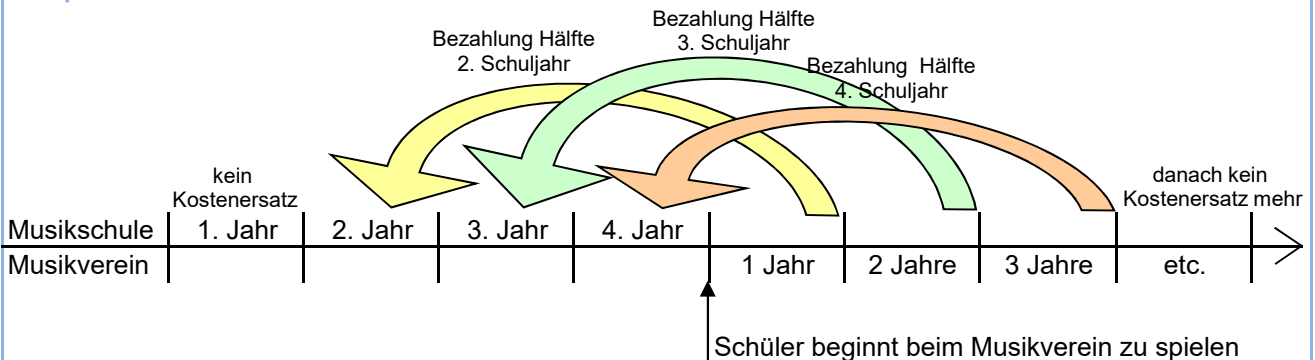 Bezahlung Hälfte
3. Schuljahr
Bezahlung Hälfte
2. Schuljahr
Bezahlung Hälfte
4. Schuljahr
kein
Kostenersatz
danach kein
Kostenersatz mehr
Musikschule 1. Jahr 2. Jahr 3. Jahr 4. Jahr
Musikverein 1 Jahr 2 Jahre 3 Jahre etc.
Schüler beginnt beim Musikverein zu spielen